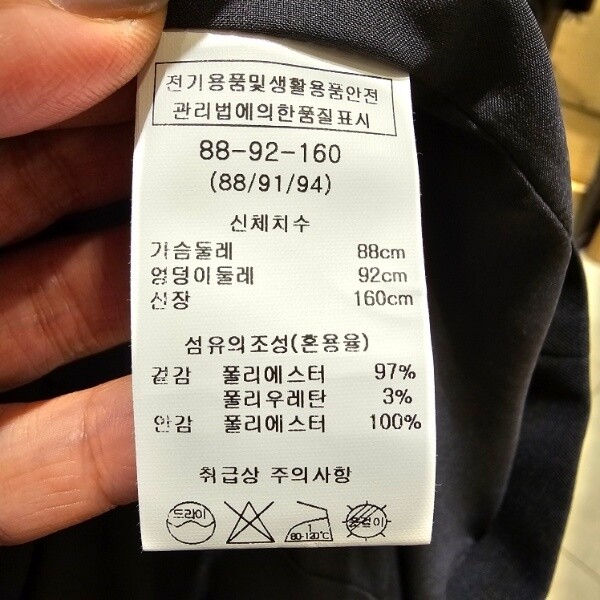 전기용품및생활용품안전
관리법에의한품질표시
88-92-160
(88/91/94)
신체치수
가슴둘레 88cm
엉덩이둘레 92cm
신장 160cm
섬유의조성(혼용율)
겉감 폴리에스터 97%
폴리우레탄 3%
안감 폴리에스터 100%
취급상 주의사항
드라이
1
80-120℃
옷걸이